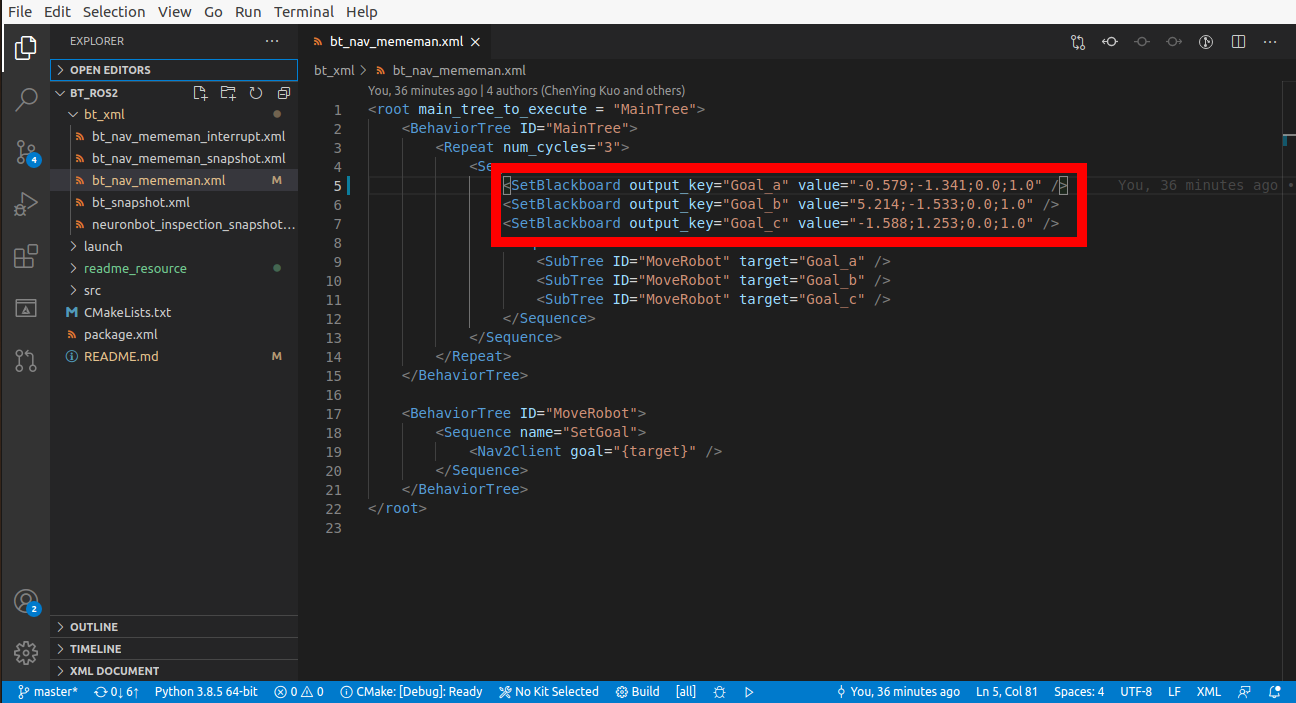 File Edit Selection View Go Run Terminal Help
EXPLORER
OPEN EDITORS
BT_ROS2
bt_xml
bt_nav_mememan_interrupt.xml
bt_nav_mememan_snapshot.xml
bt_nav_mememan.xml M
bt_snapshot.xml
neuronbot_inspection_snapshot...
launch
readme_resource
src
CMakeLists.txt
package.xml
README.md M
OUTLINE
TIMELINE
XML DOCUMENT
4
2
bt_nav_mememan.xml
bt_xml > bt_nav_mememan.xml
You, 36 minutes ago | 4 authors (ChenYing Kuo and others)
1 <root main_tree_to_execute = "MainTree">
2 <BehaviorTree ID="MainTree">
3 <Repeat num_cycles="3">
4 <Se
5 <SetBlackboard output_key="Goal_a" value="-0.579;-1.341;0.0;1.0" /> You, 36 minutes ago •
6 <SetBlackboard output_key="Goal_b" value="5.214;-1.533;0.0;1.0" />
7 <SetBlackboard output_key="Goal_c" value="-1.588;1.253;0.0;1.0" />
8
9 <SubTree ID="MoveRobot" target="Goal_a" />
10 <SubTree ID="MoveRobot" target="Goal_b" />
11 <SubTree ID="MoveRobot" target="Goal_c" />
12 </Sequence>
13 </Sequence>
14 </Repeat>
15 </BehaviorTree>
16
17 <BehaviorTree ID="MoveRobot">
18 <Sequence name="SetGoal">
19 <Nav2Client goal="{target}" />
20 </Sequence>
21 </BehaviorTree>
22 </root>
23
master* 0↓ 6↑ Python 3.8.5 64-bit 0 0 CMake: [Debug]: Ready No Kit Selected Build [all] You, 36 minutes ago Ln 5, Col 81 Spaces: 4 UTF-8 LF XML